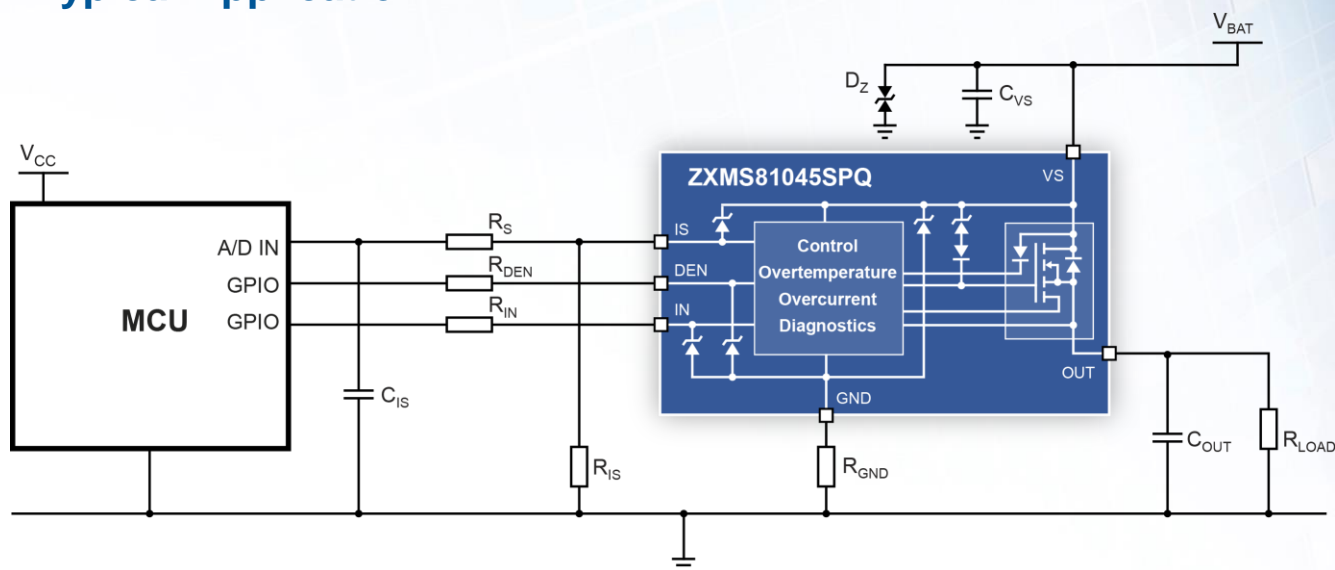 V_BAT
D_Z
C_VS
V_CC
ZXMS81045SPQ
VS
MCU
A/D IN
GPIO
GPIO
R_S
R_DEN
R_IN
IS
DEN
IN
Control
Overtemperature
Overcurrent
Diagnostics
OUT
GND
C_IS
R_IS
R_GND
C_OUT
R_LOAD